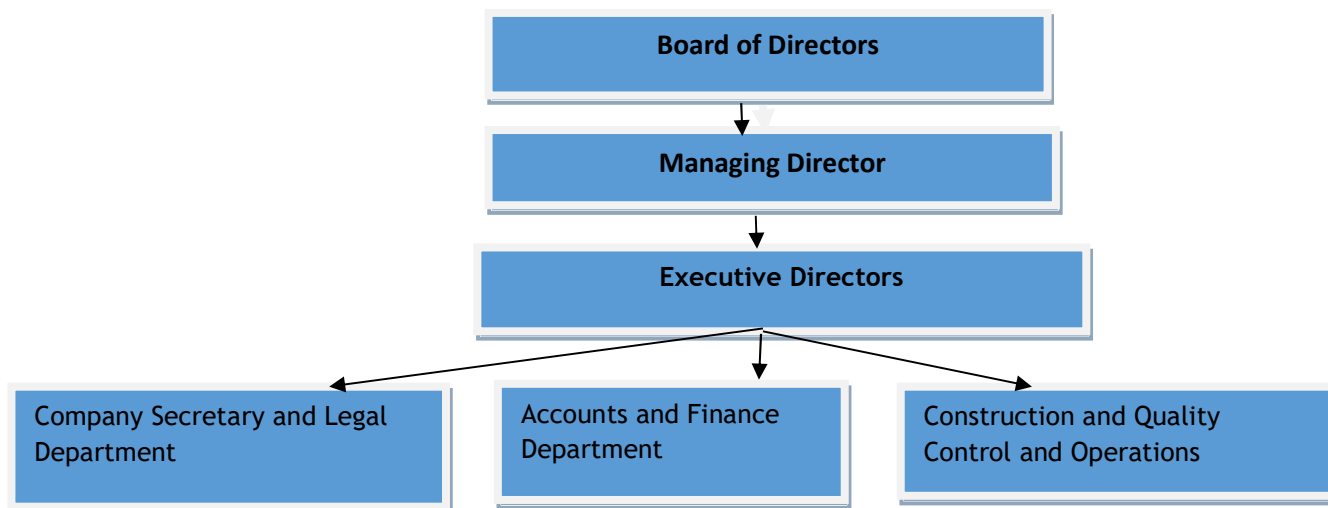 Board of Directors
Managing Director
Executive Directors
Company Secretary and Legal
Department
Accounts and Finance
Department
Construction and Quality
Control and Operations